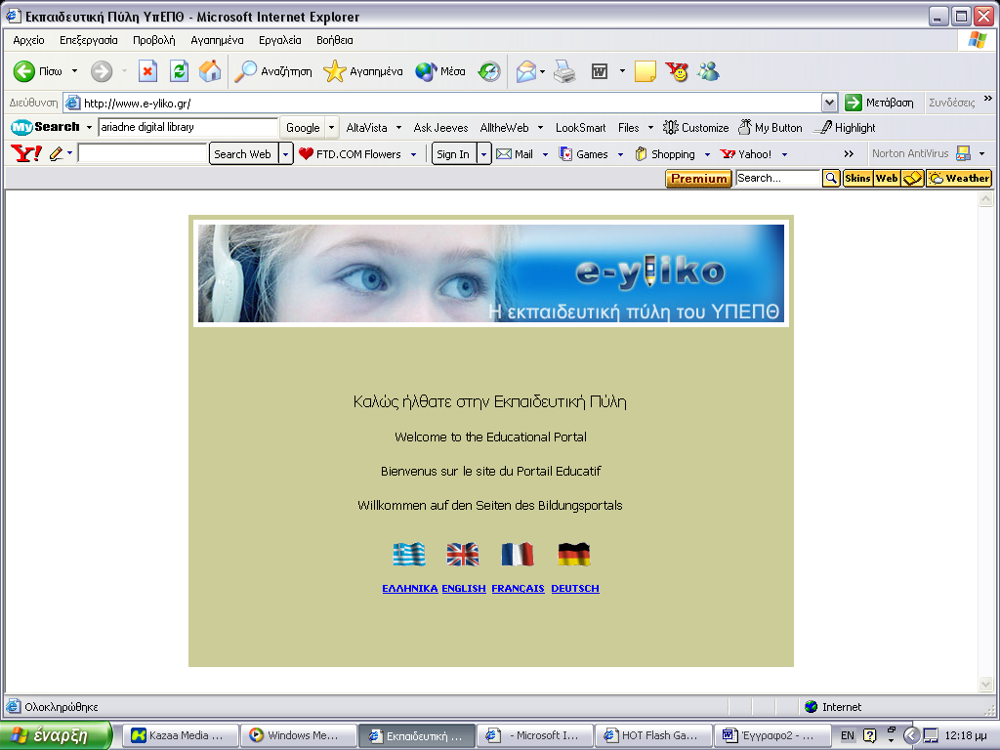 Εκπαιδευτική Πύλη ΥπΕΠΘ - Microsoft Internet Explorer
Αρχείο Επεξεργασία Προβολή Αγαπημένα Εργαλεία Βοήθεια
Πίσω Αναζήτηση Αγαπημένα Μέσα
Διεύθυνση http://www.e-yliko.gr/ Μετάβαση Συνδέσεις »
My Search ariadne digital library Google AltaVista Ask Jeeves AlltheWeb LookSmart Files Customize My Button Highlight
Y! Search Web FTD.COM Flowers Sign In Mail Games Shopping Yahoo! » Norton AntiVirus
Premium Search... Skins Web Weather
e-yliko
Η εκπαιδευτική πύλη του ΥΠΕΠΘ
Καλώς ήλθατε στην Εκπαιδευτική Πύλη
Welcome to the Educational Portal
Bienvenus sur le site du Portail Educatif
Willkommen auf den Seiten des Bildungsportals
ΕΛΛΗΝΙΚΑ ENGLISH FRANÇAIS DEUTSCH
Ολοκληρώθηκε Internet
έναρξη Kazaa Media ... Windows Me... Εκπαιδευτική ... - Microsoft I... HOT Flash Ga... Έγγραφο2 - ... EN 12:18 μμ